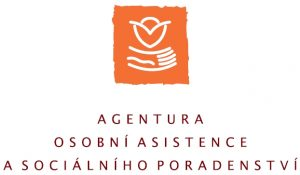 AGENTURA
OSOBNÍ ASISTENCE
A SOCIÁLNÍHO PORADENSTVÍ